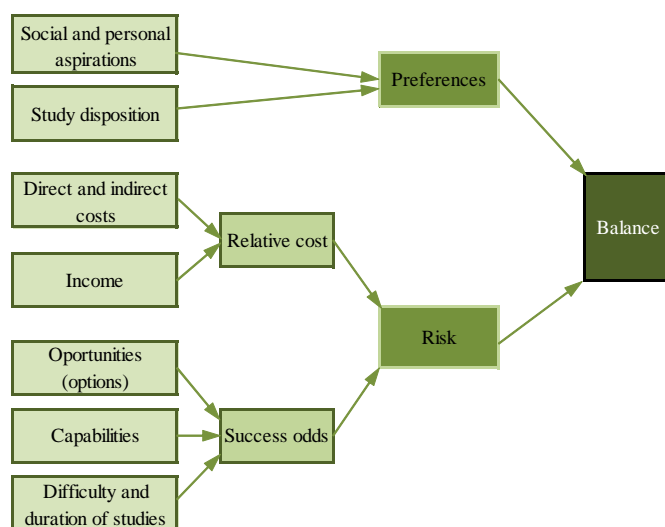 Social and personal
aspirations
Preferences
Study disposition
Direct and indirect
costs
Balance
Relative cost
Income
Risk
Oportunities
(options)
Capabilities
Success odds
Difficulty and
duration of studies